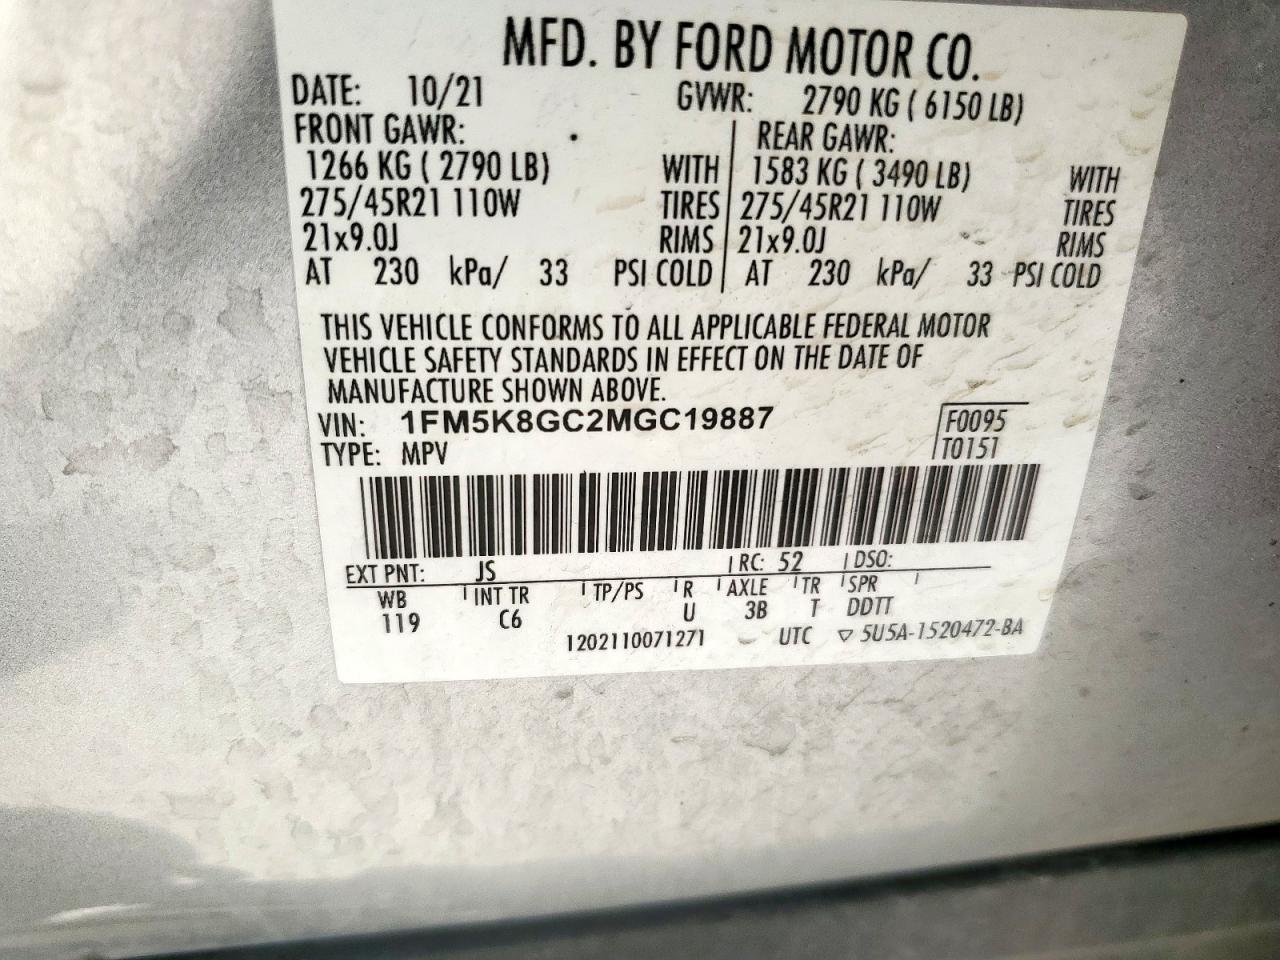 MFD. BY FORD MOTOR CO.
DATE: 10/21 GVWR: 2790 KG ( 6150 LB)
FRONT GAWR: REAR GAWR:
1266 KG ( 2790 LB) WITH 1583 KG ( 3490 LB) WITH
275/45R21 110W TIRES 275/45R21 110W TIRES
21x9.0J RIMS 21x9.0J RIMS
AT 230 kPa/ 33 PSI COLD AT 230 kPa/ 33 PSI COLD
THIS VEHICLE CONFORMS TO ALL APPLICABLE FEDERAL MOTOR
VEHICLE SAFETY STANDARDS IN EFFECT ON THE DATE OF
MANUFACTURE SHOWN ABOVE.
VIN: 1FM5K8GC2MGC19887 F0095
TYPE: MPV T0151
EXT PNT: JS RC: 52 DSO:
WB INT TR TP/PS R AXLE TR SPR
119 C6 U 3B T DDTT
1202110071271 UTC ▽ 5U5A-1520472-BA